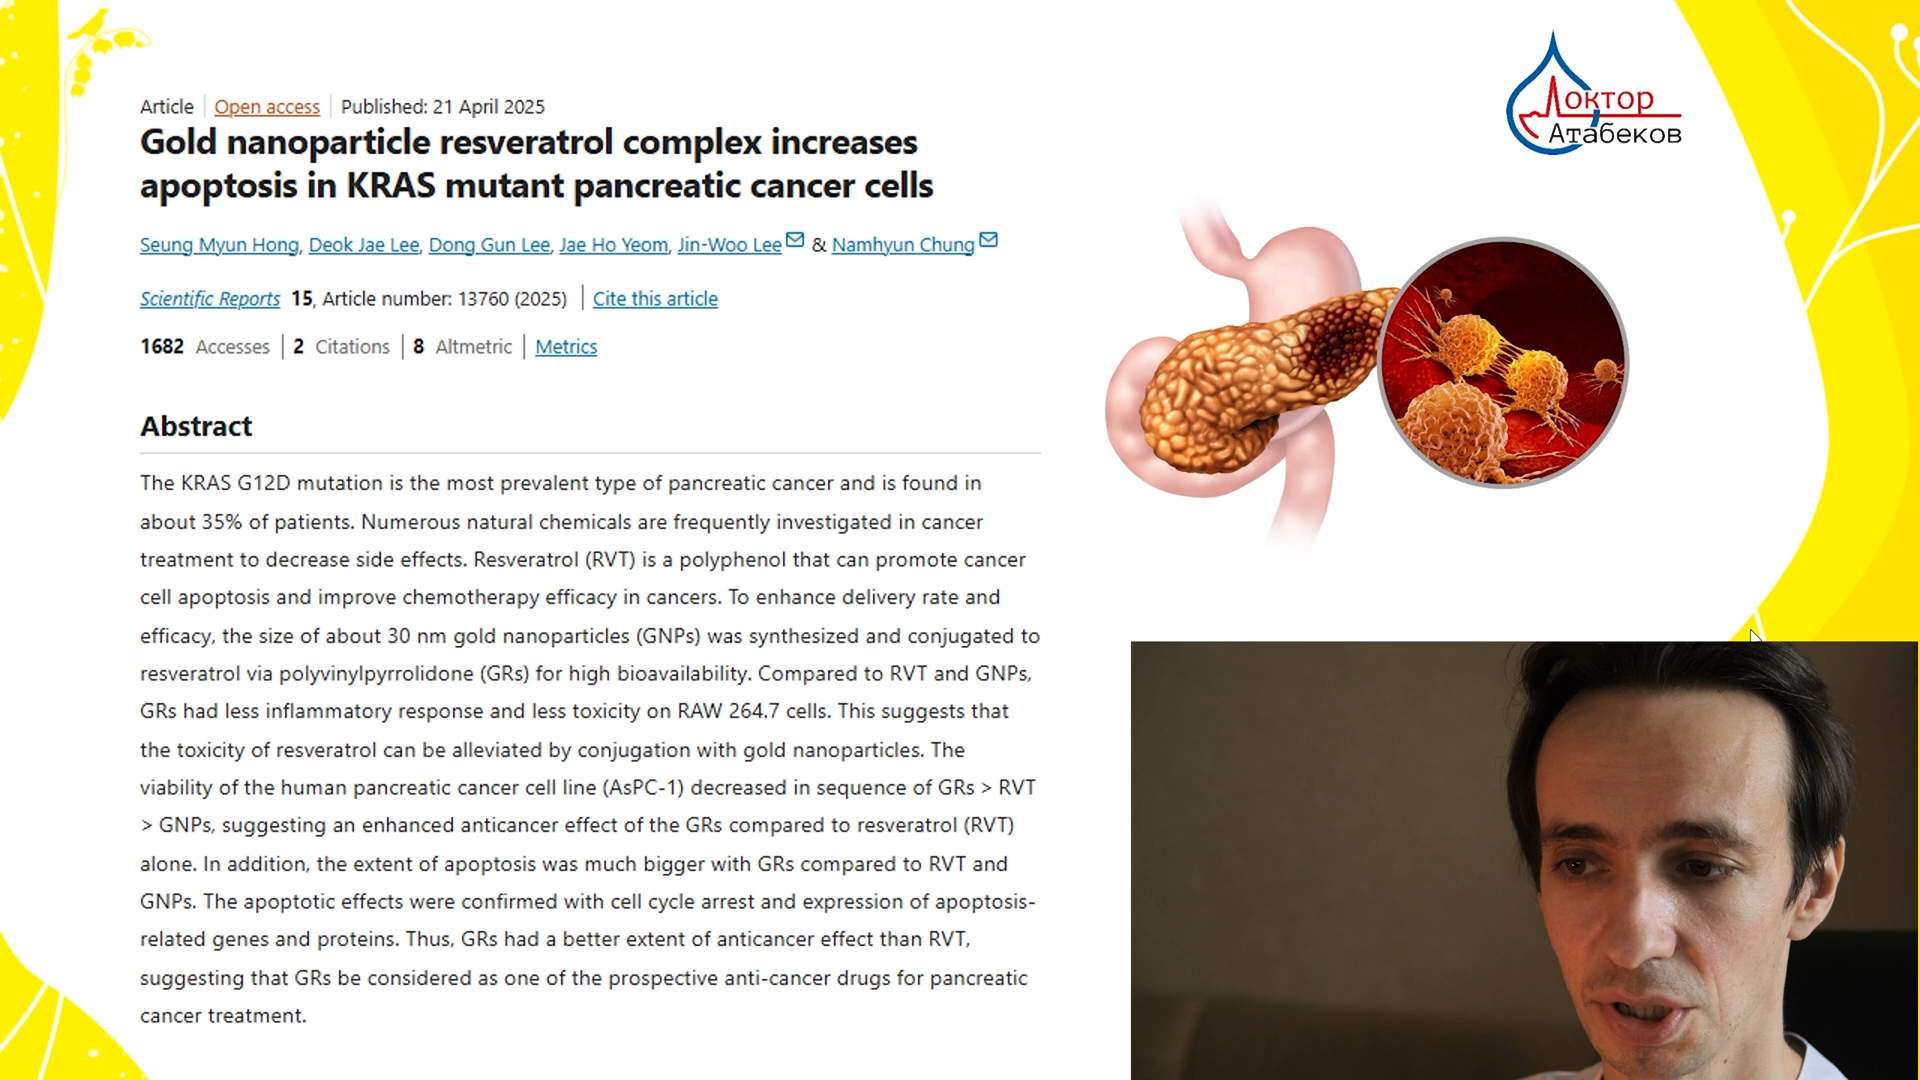 Article Open access Published: 21 April 2025
Gold nanoparticle resveratrol complex increases
apoptosis in KRAS mutant pancreatic cancer cells
Seung Myun Hong, Deok Jae Lee, Dong Gun Lee, Jae Ho Yeom, Jin-Woo Lee & Namhyun Chung
Scientific Reports 15, Article number: 13760 (2025) Cite this article
1682 Accesses 2 Citations 8 Altmetric Metrics
Abstract
The KRAS G12D mutation is the most prevalent type of pancreatic cancer and is found in
about 35% of patients. Numerous natural chemicals are frequently investigated in cancer
treatment to decrease side effects. Resveratrol (RVT) is a polyphenol that can promote cancer
cell apoptosis and improve chemotherapy efficacy in cancers. To enhance delivery rate and
efficacy, the size of about 30 nm gold nanoparticles (GNPs) was synthesized and conjugated to
resveratrol via polyvinylpyrrolidone (GRs) for high bioavailability. Compared to RVT and GNPs,
GRs had less inflammatory response and less toxicity on RAW 264.7 cells. This suggests that
the toxicity of resveratrol can be alleviated by conjugation with gold nanoparticles. The
viability of the human pancreatic cancer cell line (AsPC-1) decreased in sequence of GRs > RVT
> GNPs, suggesting an enhanced anticancer effect of the GRs compared to resveratrol (RVT)
alone. In addition, the extent of apoptosis was much bigger with GRs compared to RVT and
GNPs. The apoptotic effects were confirmed with cell cycle arrest and expression of apoptosis-
related genes and proteins. Thus, GRs had a better extent of anticancer effect than RVT,
suggesting that GRs be considered as one of the prospective anti-cancer drugs for pancreatic
cancer treatment.
Доктор
Атабеков